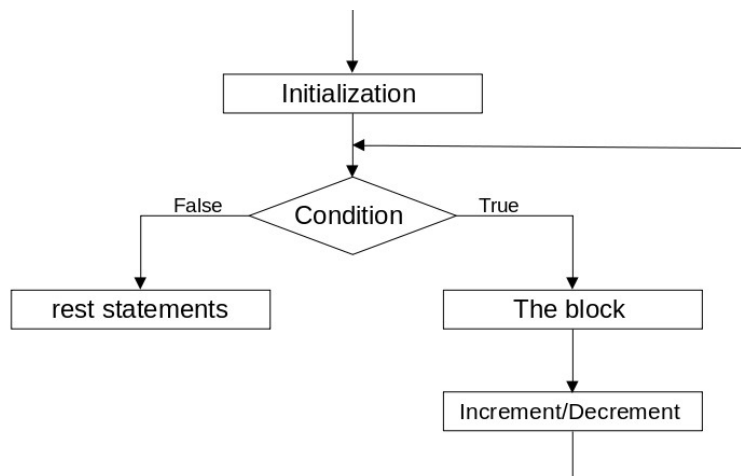 Initialization
False
Condition
True
rest statements
The block
Increment/Decrement